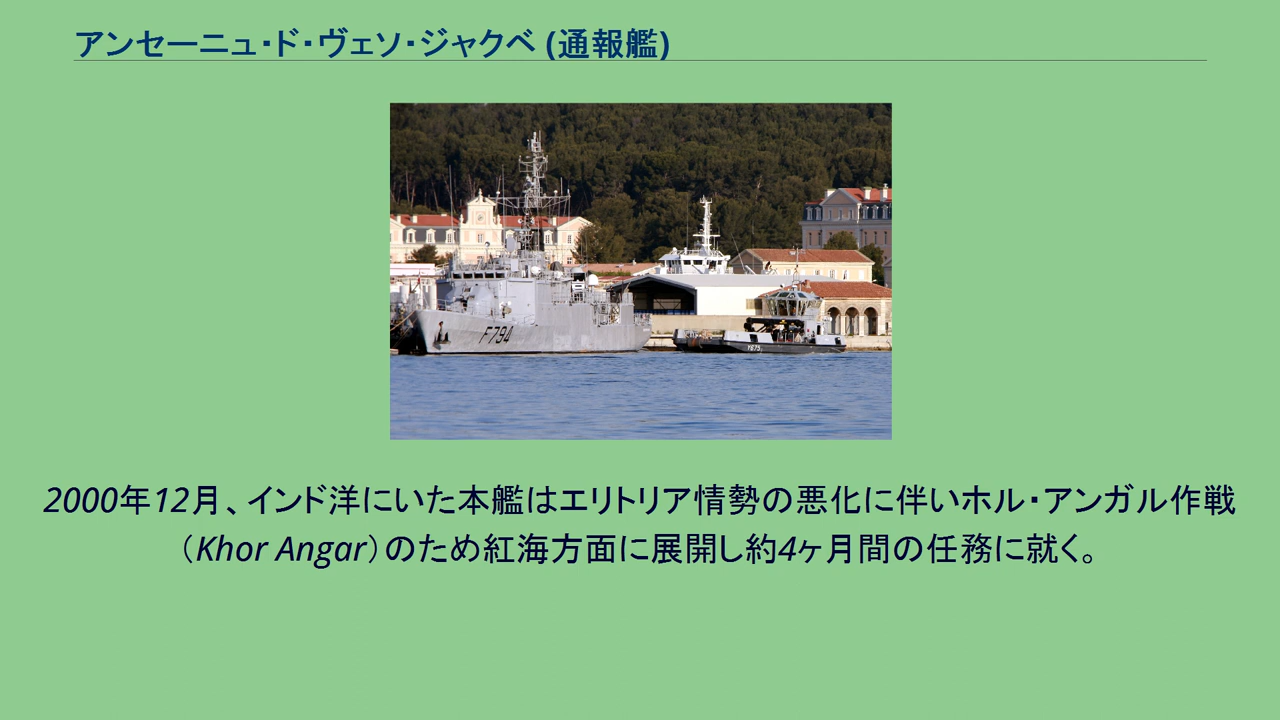 アンセーニュ・ド・ヴェソ・ジャクベ (通報艦)
F794
Y675
2000年12月、インド洋にいた本艦はエリトリア情勢の悪化に伴いホル・アンガル作戦
（Khor Angar）のため紅海方面に展開し約4ヶ月間の任務に就く。